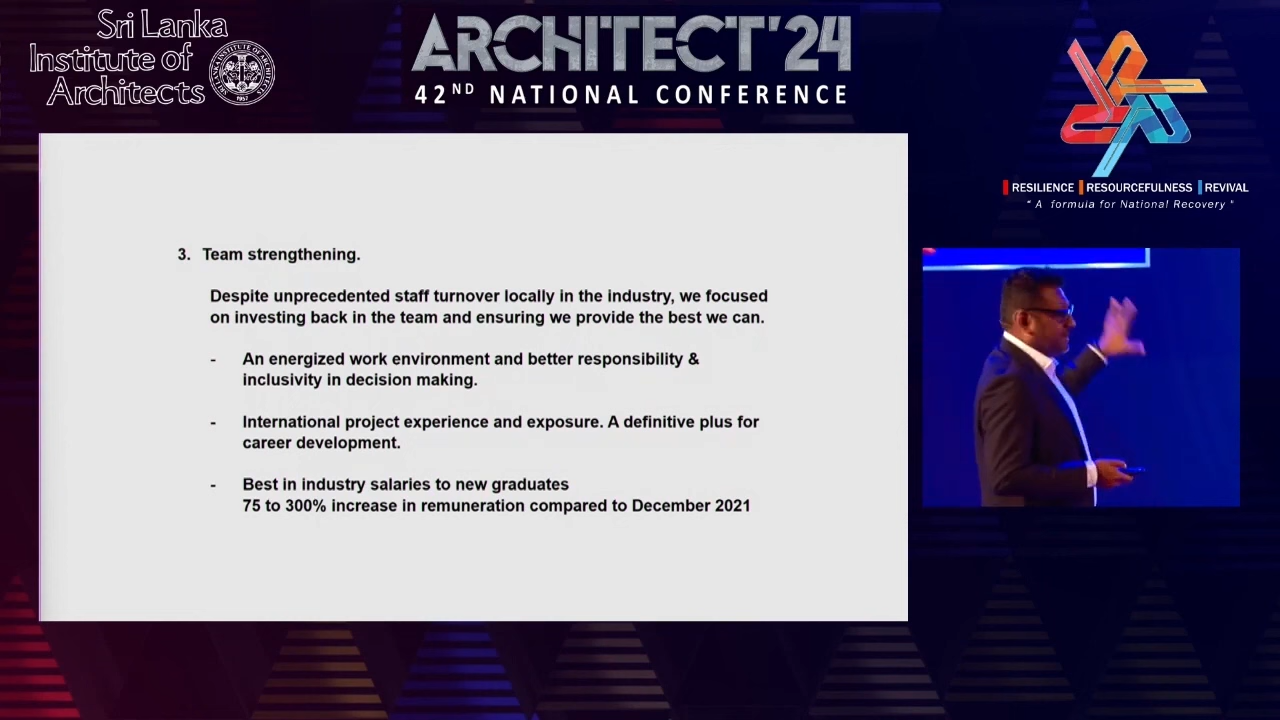 Sri Lanka
Institute of
Architects
1957
ARCHITECT'24
42ND NATIONAL CONFERENCE
RESILIENCE RESOURCEFULNESS REVIVAL
" A formula for National Recovery "
3. Team strengthening.
Despite unprecedented staff turnover locally in the industry, we focused
on investing back in the team and ensuring we provide the best we can.
- An energized work environment and better responsibility &
inclusivity in decision making.
- International project experience and exposure. A definitive plus for
career development.
- Best in industry salaries to new graduates
75 to 300% increase in remuneration compared to December 2021